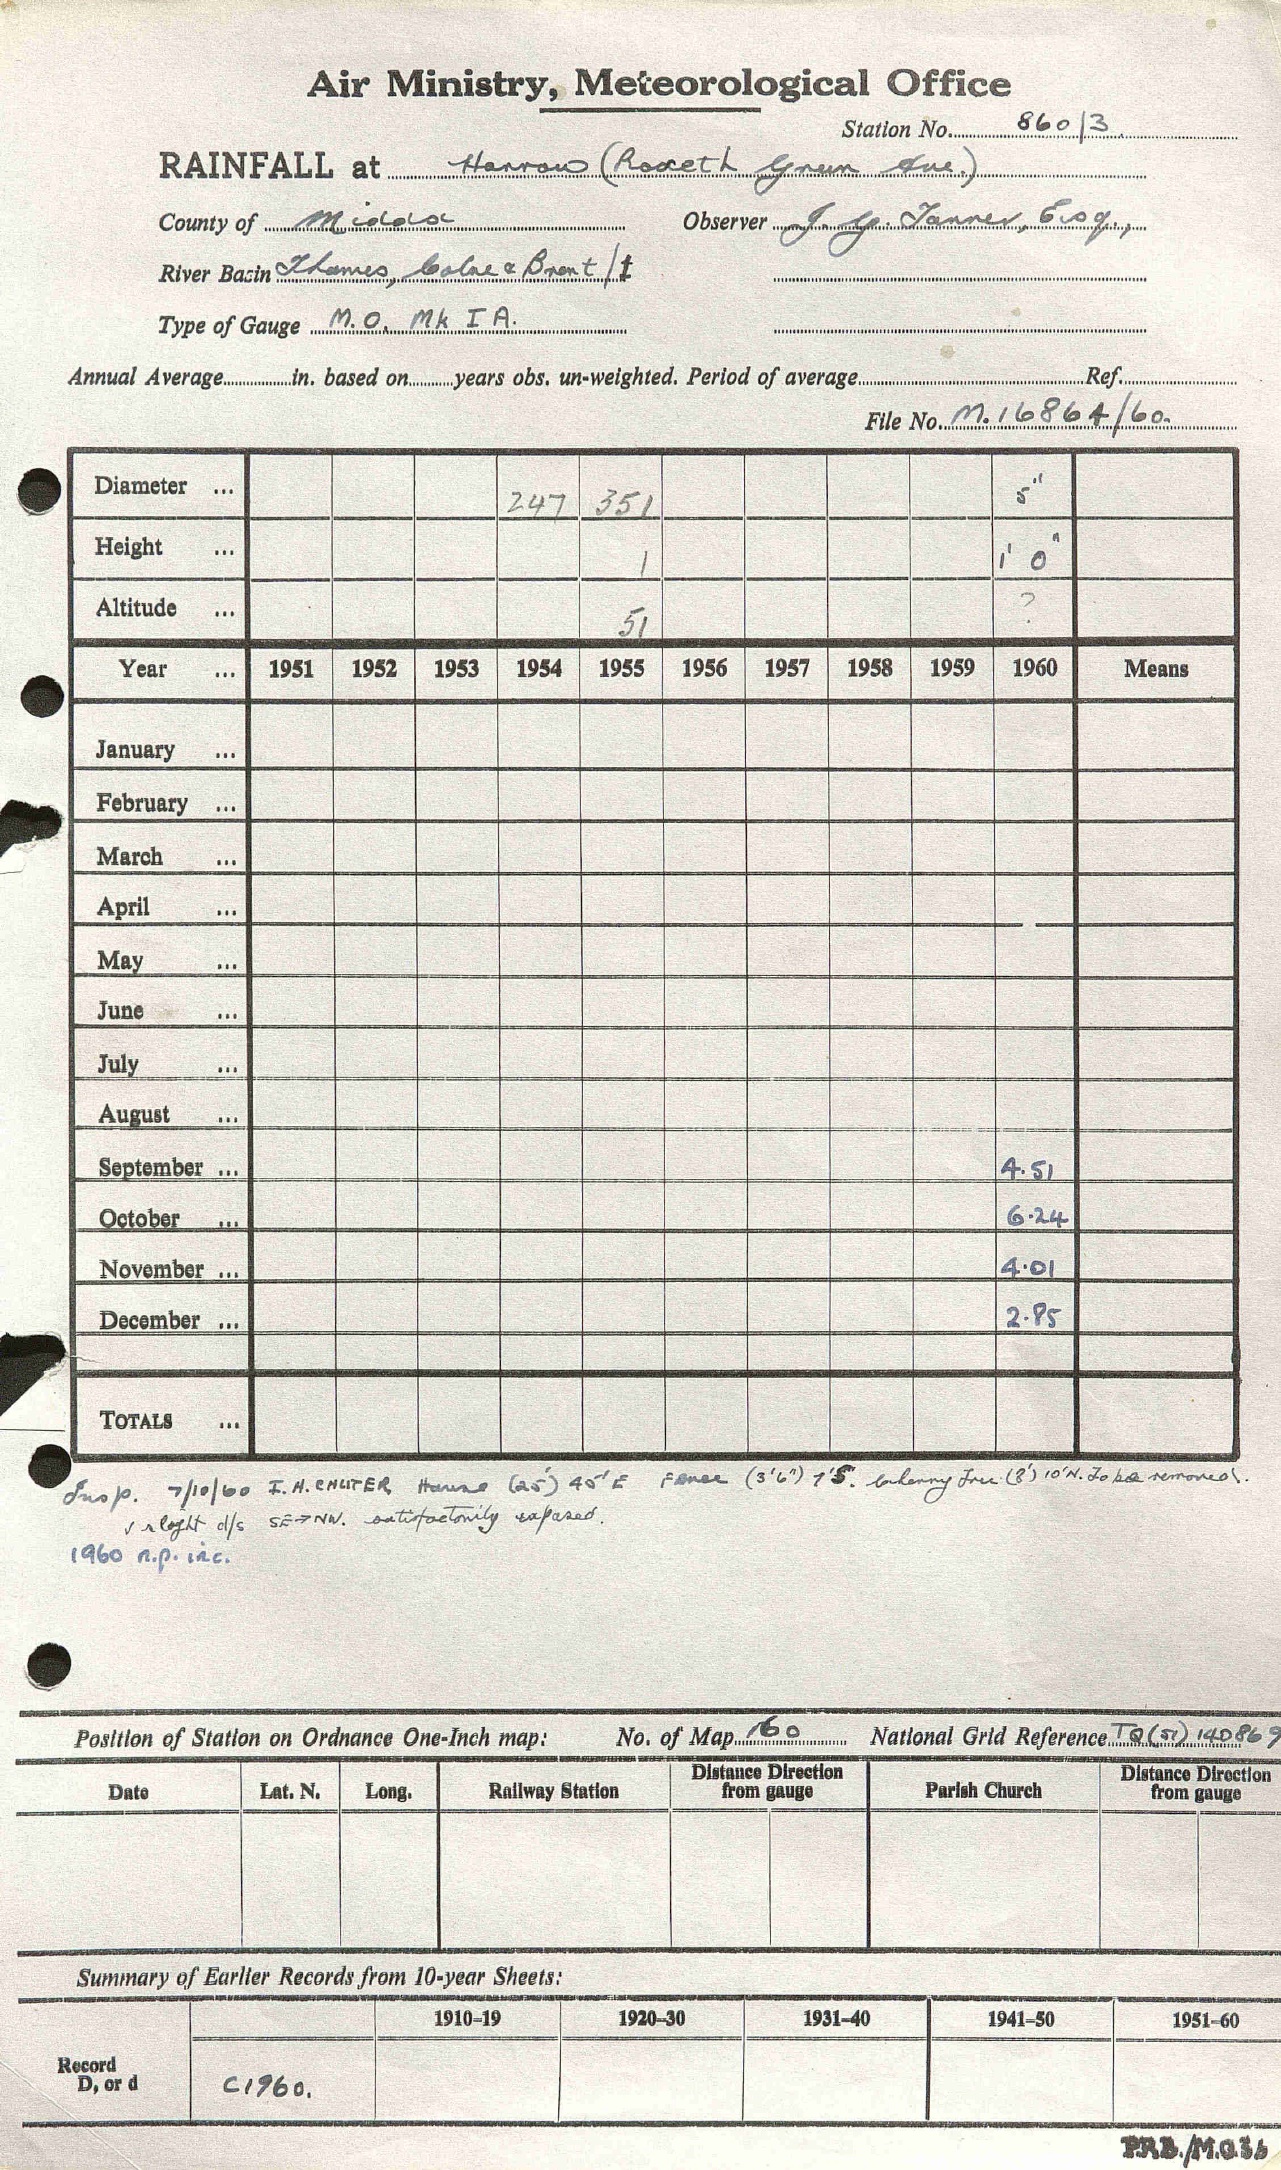 Air Ministry, Meteorological Office
Station No. 860/3
RAINFALL at Harrow (Roxeth Green Ave.)
County of Middx Observer J. G. Tanner, Esq.,
River Basin Thames, Colne & Brent/1
Type of Gauge M.O. Mk I A.
Annual Average in. based on years obs. un-weighted. Period of average Ref.
File No. M.16864/60.
Diameter ... 247 351 5"
Height ... 1 1' 0"
Altitude ... 51 ?
Year ... 1951 1952 1953 1954 1955 1956 1957 1958 1959 1960 Means
January ...
February ...
March ...
April ...
May ...
June ...
July ...
August ...
September ... 4.51
October ... 6.24
November ... 4.01
December ... 2.85
TOTALS ...
Insp. 7/10/60 I.H. CHUTER House (25') 45' E Fence (3'6") 7'S. Cherry Tree (8') 10'N. To be removed.
slight d/s SE→NW. satisfactorily exposed.
1960 n.p. inc.
Position of Station on Ordnance One-Inch map: No. of Map 160 National Grid Reference TQ(51) 140869
Date Lat. N. Long. Railway Station Distance Direction from gauge Parish Church Distance Direction from gauge
Summary of Earlier Records from 10-year Sheets:
1910-19 1920-30 1931-40 1941-50 1951-60
Record
D, or d C1960.
PRB./M.O.3b